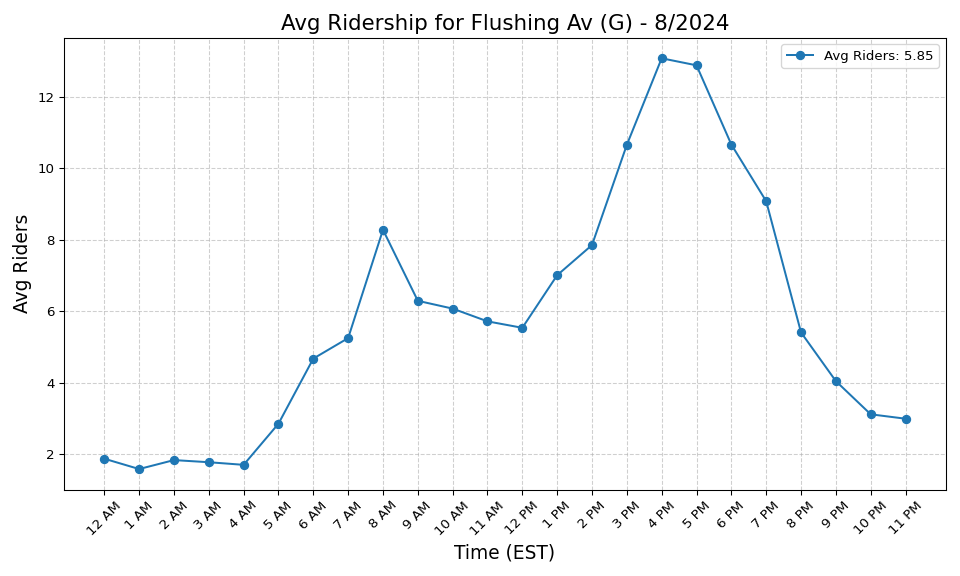 Avg Ridership for Flushing Av (G) - 8/2024
Avg Riders: 5.85
Avg Riders
12
10
8
6
4
2
12 AM
1 AM
2 AM
3 AM
4 AM
5 AM
6 AM
7 AM
8 AM
9 AM
10 AM
11 AM
12 PM
1 PM
2 PM
3 PM
4 PM
5 PM
6 PM
7 PM
8 PM
9 PM
10 PM
11 PM
Time (EST)